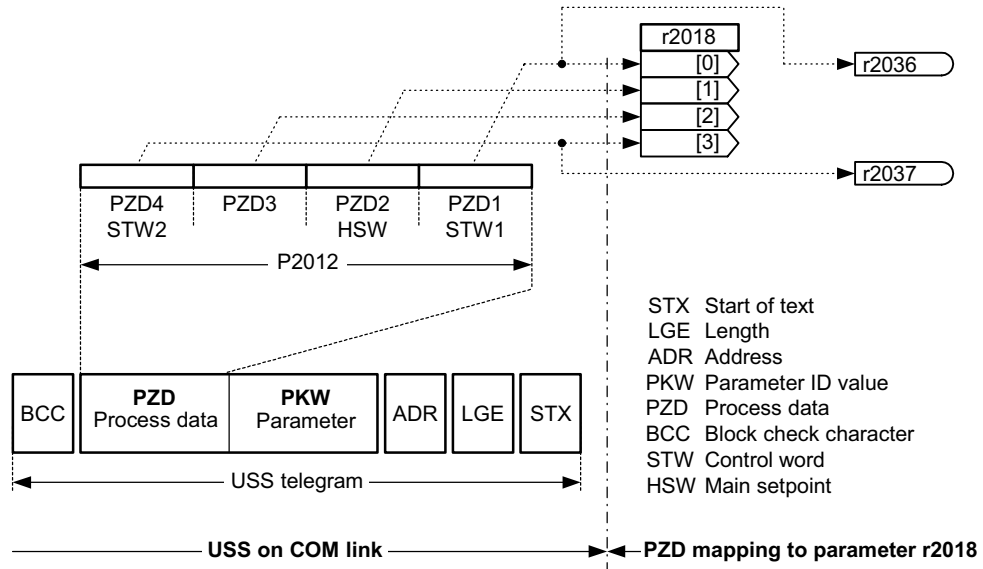 r2018
[0]
[1]
[2]
[3]
r2036
r2037
PZD4 PZD3 PZD2 PZD1
STW2 HSW STW1
P2012
STX Start of text
LGE Length
ADR Address
PKW Parameter ID value
PZD Process data
BCC Block check character
STW Control word
HSW Main setpoint
BCC
PZD
Process data
PKW
Parameter
ADR
LGE
STX
USS telegram
USS on COM link
PZD mapping to parameter r2018